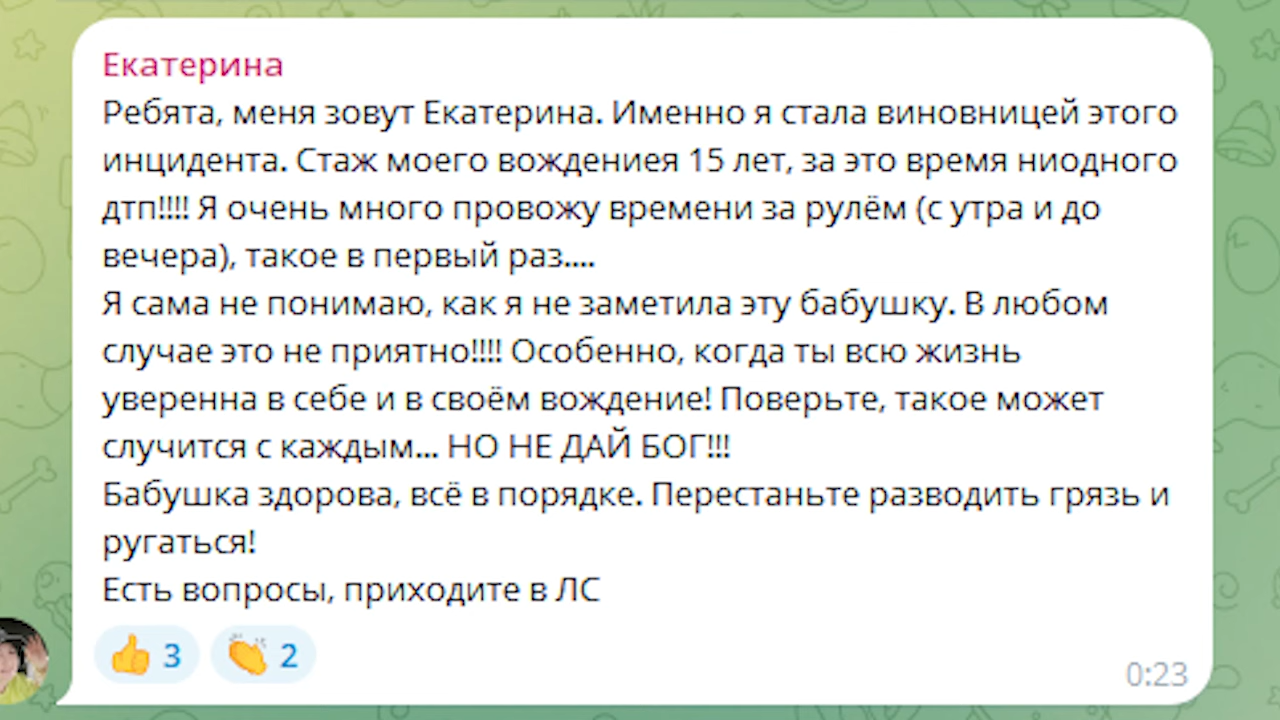 Екатерина
Ребята, меня зовут Екатерина. Именно я стала виновницей этого
инцидента. Стаж моего вождениея 15 лет, за это время ниодного
дтп!!!! Я очень много провожу времени за рулём (с утра и до
вечера), такое в первый раз....
Я сама не понимаю, как я не заметила эту бабушку. В любом
случае это не приятно!!!! Особенно, когда ты всю жизнь
уверенна в себе и в своём вождение! Поверьте, такое может
случится с каждым... НО НЕ ДАЙ БОГ!!!
Бабушка здорова, всё в порядке. Перестаньте разводить грязь и
ругаться!
Есть вопросы, приходите в ЛС
👍 3 👏 2
0:23